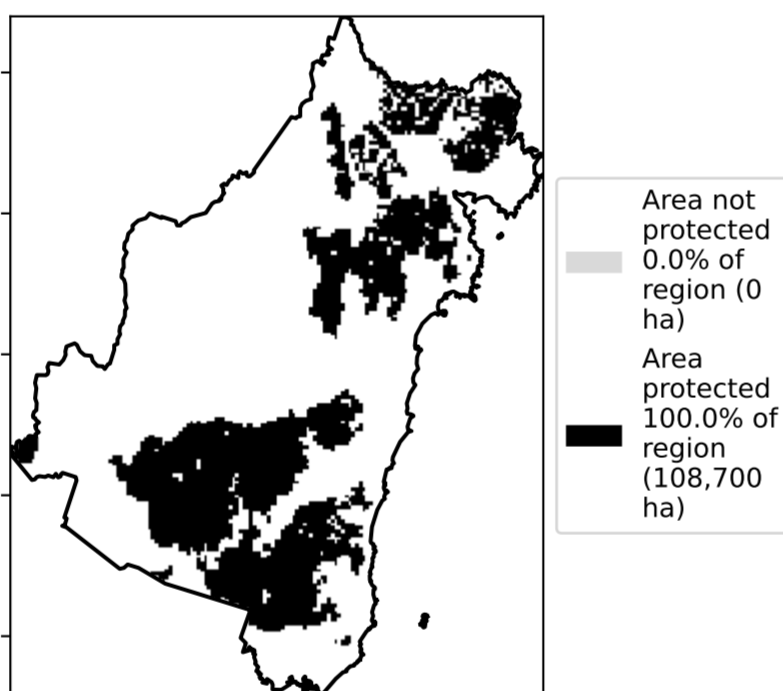 Area not
protected
0.0% of
region (0
ha)
Area
protected
100.0% of
region
(108,700
ha)